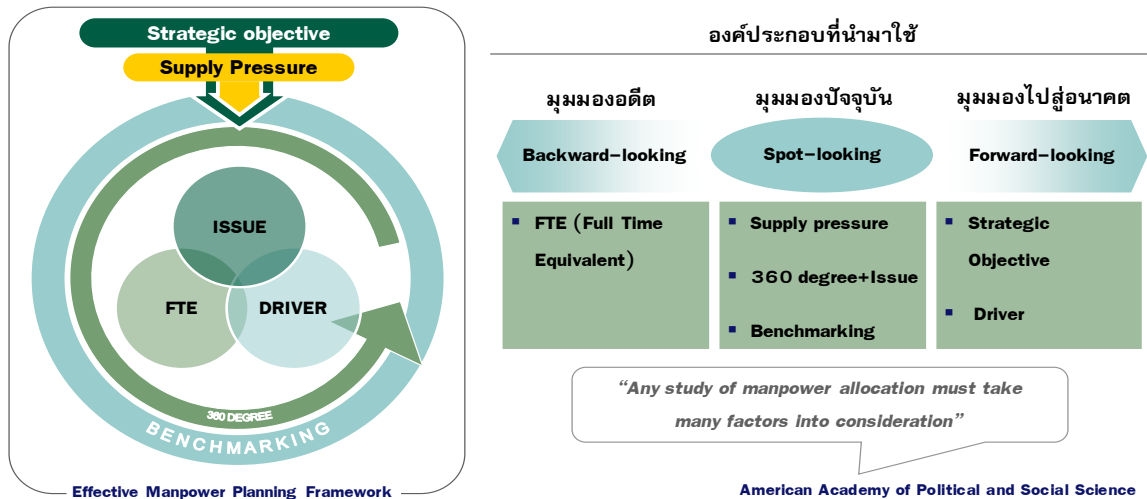 Strategic objective
Supply Pressure
ISSUE
FTE
DRIVER
360 DEGREE
BENCHMARKING
Effective Manpower Planning Framework
องค์ประกอบที่นำมาใช้
มุมมองอดีต
มุมมองปัจจุบัน
มุมมองไปสู่อนาคต
Backward-looking
Spot-looking
Forward-looking
▪ FTE (Full Time
Equivalent)
▪ Supply pressure
▪ 360 degree+Issue
▪ Benchmarking
▪ Strategic
Objective
▪ Driver
“Any study of manpower allocation must take
many factors into consideration”
American Academy of Political and Social Science